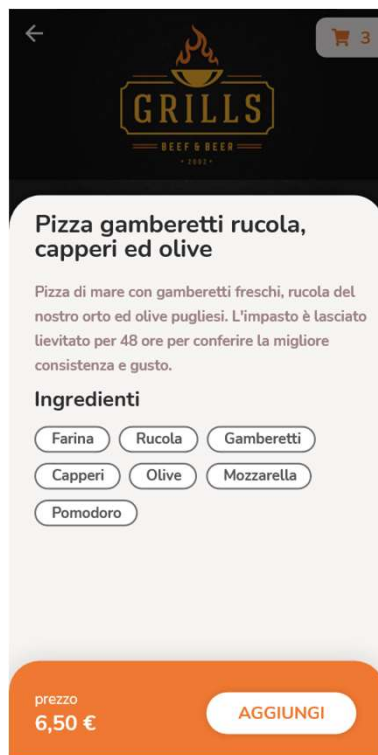 3
GRILLS
BEEF & BEER
• 2092 •
Pizza gamberetti rucola,
capperi ed olive
Pizza di mare con gamberetti freschi, rucola del
nostro orto ed olive pugliesi. L'impasto è lasciato
lievitato per 48 ore per conferire la migliore
consistenza e gusto.
Ingredienti
Farina Rucola Gamberetti
Capperi Olive Mozzarella
Pomodoro
prezzo
6,50 € AGGIUNGI